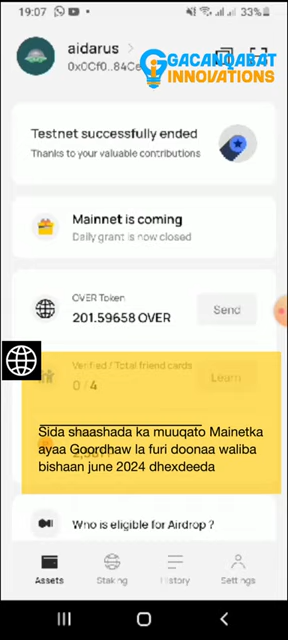 19:07
33%
aidarus >
0x0Cf0..84Ce
GACANQABAT
INNOVATIONS
Testnet successfully ended
Thanks to your valuable contributions
Mainnet is coming
Daily grant is now closed
OVER Token
201.59658 OVER
Send
Verified / Total friend cards
0 / 4
Learn
Sida shaashada ka muuqato Mainetka
ayaa Goordhaw la furi doonaa waliba
bishaan june 2024 dhexdeeda
Who is eligible for Airdrop ?
Assets
Staking
History
Settings